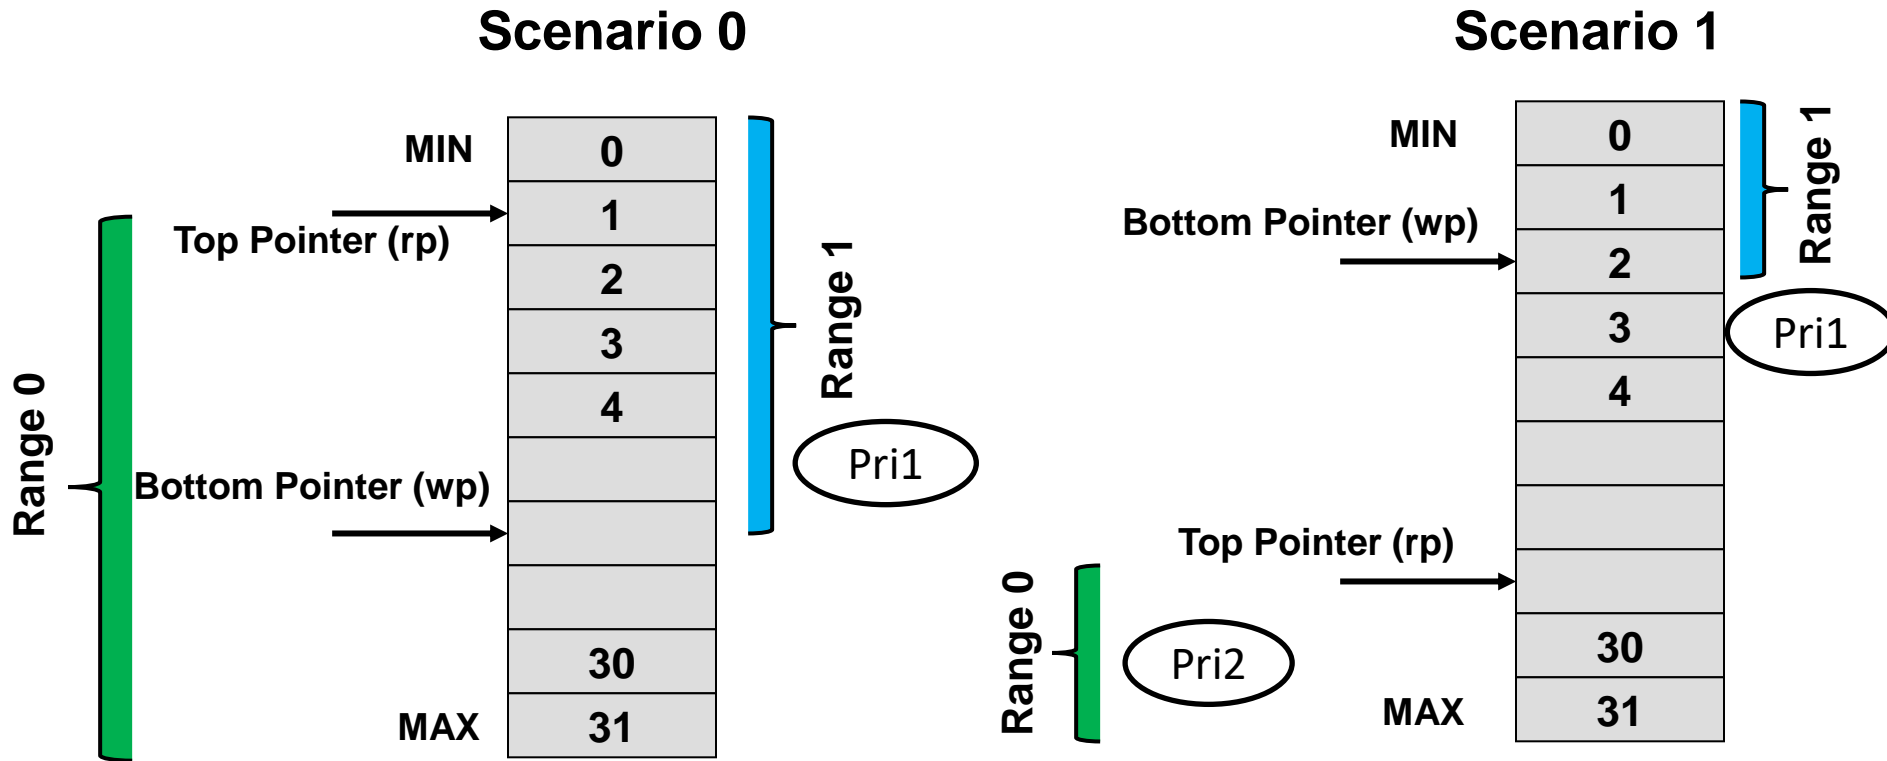 Scenario 0
MIN
0
Top Pointer (rp)
1
2
3
4
Range 0
Range 1
Bottom Pointer (wp)
Pri1
30
MAX
31
Scenario 1
MIN
0
1
Range 1
Bottom Pointer (wp)
2
3
Pri1
4
Top Pointer (rp)
Range 0
Pri2
30
MAX
31